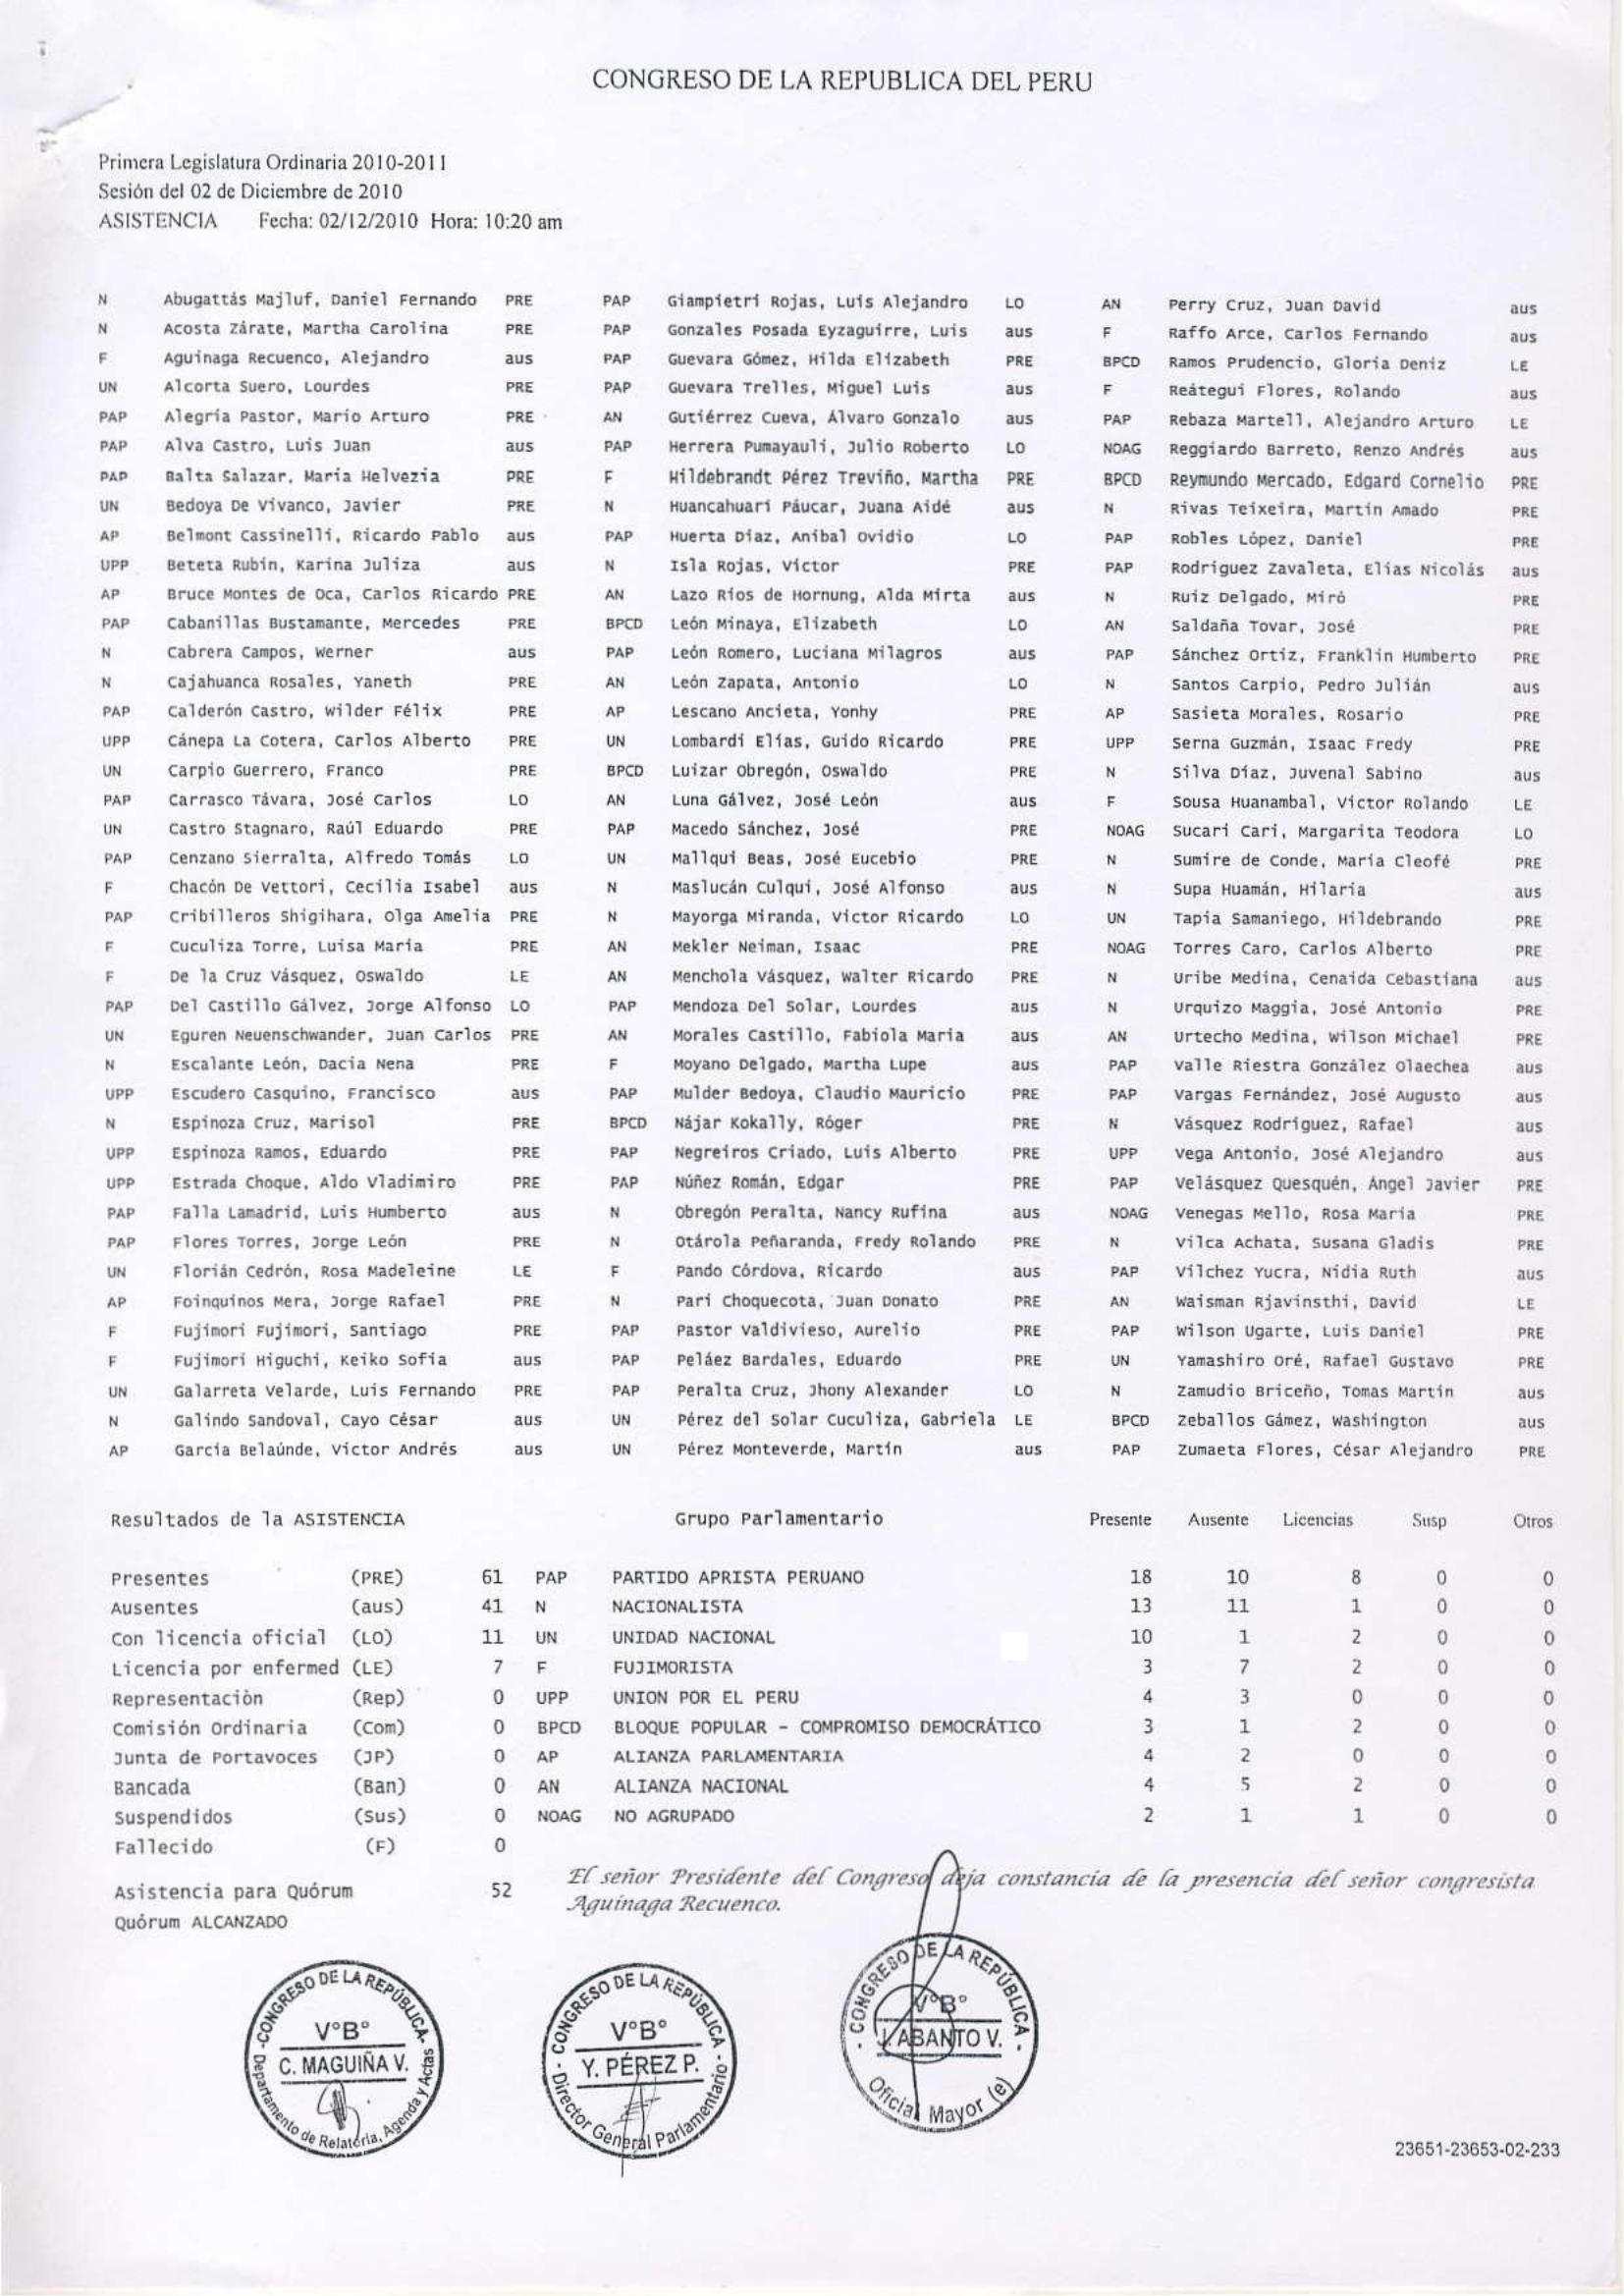 CONGRESO DE LA REPUBLICA DEL PERU
Primera Legislatura Ordinaria 2010-2011
Sesión del 02 de Diciembre de 2010
ASISTENCIA Fecha: 02/12/2010 Hora: 10:20 am
N Abugattás Majluf, Daniel Fernando PRE PAP Giampietri Rojas, Luis Alejandro LO AN Perry Cruz, Juan David aus
N Acosta Zárate, Martha Carolina PRE PAP Gonzales Posada Eyzaguirre, Luis aus F Raffo Arce, Carlos Fernando aus
F Aguinaga Recuenco, Alejandro aus PAP Guevara Gómez, Hilda Elizabeth PRE BPCD Ramos Prudencio, Gloria Deniz LE
UN Alcorta Suero, Lourdes PRE PAP Guevara Trelles, Miguel Luis aus F Reátegui Flores, Rolando aus
PAP Alegría Pastor, Mario Arturo PRE AN Gutiérrez Cueva, Álvaro Gonzalo aus PAP Rebaza Martell, Alejandro Arturo LE
PAP Alva Castro, Luis Juan aus PAP Herrera Pumayauli, Julio Roberto LO NOAG Reggiardo Barreto, Renzo Andrés aus
PAP Balta Salazar, María Helvezia PRE F Hildebrandt Pérez Treviño, Martha PRE BPCD Reymundo Mercado, Edgard Cornelio PRE
UN Bedoya De Vivanco, Javier PRE N Huancahuari Páucar, Juana Aidé aus N Rivas Teixeira, Martín Amado PRE
AP Belmont Cassinelli, Ricardo Pablo aus PAP Huerta Díaz, Aníbal Ovidio LO PAP Robles López, Daniel PRE
UPP Beteta Rubín, Karina Juliza aus N Isla Rojas, Víctor PRE PAP Rodríguez Zavaleta, Elías Nicolás aus
AP Bruce Montes de Oca, Carlos Ricardo PRE AN Lazo Ríos de Hornung, Alda Mirta aus N Ruiz Delgado, Miró PRE
PAP Cabanillas Bustamante, Mercedes PRE BPCD León Minaya, Elizabeth LO AN Saldaña Tovar, José PRE
N Cabrera Campos, Werner aus PAP León Romero, Luciana Milagros aus PAP Sánchez Ortiz, Franklin Humberto PRE
N Cajahuanca Rosales, Yaneth PRE AN León Zapata, Antonio LO N Santos Carpio, Pedro Julián aus
PAP Calderón Castro, Wilder Félix PRE AP Lescano Ancieta, Yonhy PRE AP Sasieta Morales, Rosario PRE
UPP Cánepa La Cotera, Carlos Alberto PRE UN Lombardi Elías, Guido Ricardo PRE UPP Serna Guzmán, Isaac Fredy PRE
UN Carpio Guerrero, Franco PRE BPCD Luizar Obregón, Oswaldo PRE N Silva Díaz, Juvenal Sabino aus
PAP Carrasco Távara, José Carlos LO AN Luna Gálvez, José León aus F Sousa Huanambal, Víctor Rolando LE
UN Castro Stagnaro, Raúl Eduardo PRE PAP Macedo Sánchez, José PRE NOAG Sucari Cari, Margarita Teodora LO
PAP Cenzano Sierralta, Alfredo Tomás LO UN Mallqui Beas, José Eucebio PRE N Sumire de Conde, María Cleofé PRE
F Chacón De Vettori, Cecilia Isabel aus N Maslucán Culqui, José Alfonso aus N Supa Huamán, Hilaria aus
PAP Cribilleros Shigihara, Olga Amelia PRE N Mayorga Miranda, Víctor Ricardo LO UN Tapia Samaniego, Hildebrando PRE
F Cuculiza Torre, Luisa María PRE AN Mekler Neiman, Isaac PRE NOAG Torres Caro, Carlos Alberto PRE
F De la Cruz Vásquez, Oswaldo LE AN Menchola Vásquez, Walter Ricardo PRE N Uribe Medina, Cenaida Cebastiana aus
PAP Del Castillo Gálvez, Jorge Alfonso LO PAP Mendoza Del Solar, Lourdes aus N Urquizo Maggia, José Antonio PRE
UN Eguren Neuenschwander, Juan Carlos PRE AN Morales Castillo, Fabiola María aus AN Urtecho Medina, Wilson Michael PRE
N Escalante León, Dacia Nena PRE F Moyano Delgado, Martha Lupe aus PAP Valle Riestra González Olaechea aus
UPP Escudero Casquino, Francisco aus PAP Mulder Bedoya, Claudio Mauricio PRE PAP Vargas Fernández, José Augusto aus
N Espinoza Cruz, Marisol PRE BPCD Nájar Kokally, Róger PRE N Vásquez Rodríguez, Rafael aus
UPP Espinoza Ramos, Eduardo PRE PAP Negreiros Criado, Luis Alberto PRE UPP Vega Antonio, José Alejandro aus
UPP Estrada Choque, Aldo Vladimiro PRE PAP Núñez Román, Edgar PRE PAP Velásquez Quesquén, Ángel Javier PRE
PAP Falla Lamadrid, Luis Humberto aus N Obregón Peralta, Nancy Rufina aus NOAG Venegas Mello, Rosa María PRE
PAP Flores Torres, Jorge León PRE N Otárola Peñaranda, Fredy Rolando PRE N Vilca Achata, Susana Gladis PRE
UN Florián Cedrón, Rosa Madeleine LE F Pando Córdova, Ricardo aus PAP Vílchez Yucra, Nidia Ruth aus
AP Foinquinos Mera, Jorge Rafael PRE N Pari Choquecota, Juan Donato PRE AN Waisman Rjavinsthi, David LE
F Fujimori Fujimori, Santiago PRE PAP Pastor Valdivieso, Aurelio PRE PAP Wilson Ugarte, Luis Daniel PRE
F Fujimori Higuchi, Keiko Sofía aus PAP Peláez Bardales, Eduardo PRE UN Yamashiro Oré, Rafael Gustavo PRE
UN Galarreta Velarde, Luis Fernando PRE PAP Peralta Cruz, Jhony Alexander LO N Zamudio Briceño, Tomas Martín aus
N Galindo Sandoval, Cayo César aus UN Pérez del Solar Cuculiza, Gabriela LE BPCD Zeballos Gámez, Washington aus
AP García Belaúnde, Víctor Andrés aus UN Pérez Monteverde, Martín aus PAP Zumaeta Flores, César Alejandro PRE
Resultados de la ASISTENCIA Grupo Parlamentario Presente Ausente Licencias Susp Otros
Presentes (PRE) 61 PAP PARTIDO APRISTA PERUANO 18 10 8 0 0
Ausentes (aus) 41 N NACIONALISTA 13 11 1 0 0
Con licencia oficial (LO) 11 UN UNIDAD NACIONAL 10 1 2 0 0
Licencia por enfermed (LE) 7 F FUJIMORISTA 3 7 2 0 0
Representación (Rep) 0 UPP UNION POR EL PERU 4 3 0 0 0
Comisión Ordinaria (Com) 0 BPCD BLOQUE POPULAR - COMPROMISO DEMOCRÁTICO 3 1 2 0 0
Junta de Portavoces (JP) 0 AP ALIANZA PARLAMENTARIA 4 2 0 0 0
Bancada (Ban) 0 AN ALIANZA NACIONAL 4 5 2 0 0
Suspendidos (Sus) 0 NOAG NO AGRUPADO 2 1 1 0 0
Fallecido (F) 0
Asistencia para Quórum 52
Quórum ALCANZADO
El señor Presidente del Congreso deja constancia de la presencia del señor congresista
Aguinaga Recuenco.
CONGRESO DE LA REPÚBLICA
V°B°
C. MAGUIÑA V.
Departamento de Relatoría, Agenda y Actas
CONGRESO DE LA REPÚBLICA
V°B°
Y. PÉREZ P.
Director General Parlamentario
CONGRESO DE LA REPÚBLICA
V°B°
J. ABANTO V.
Oficial Mayor (e)
23651-23653-02-233